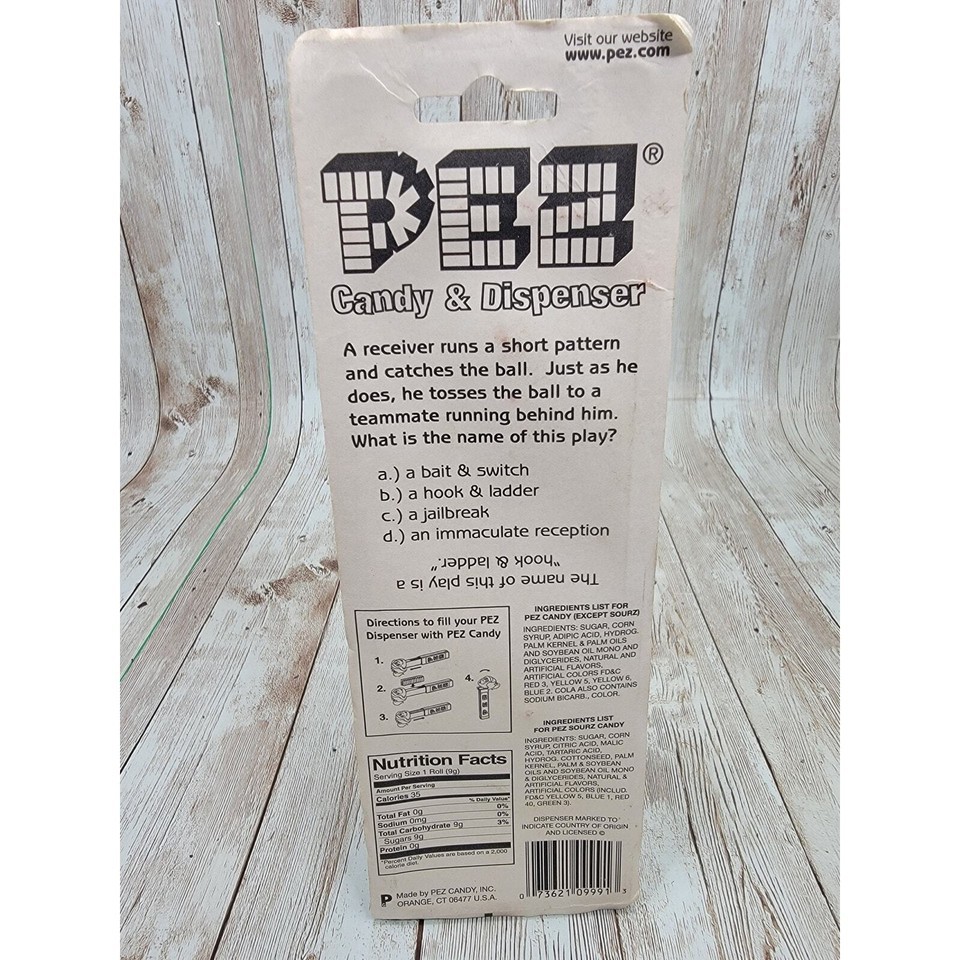 Visit our website
www.pez.com
PEZ®
Candy & Dispenser
A receiver runs a short pattern
and catches the ball. Just as he
does, he tosses the ball to a
teammate running behind him.
What is the name of this play?
a.) a bait & switch
b.) a hook & ladder
c.) a jailbreak
d.) an immaculate reception
The name of this play is a
"hook & ladder".
Directions to fill your PEZ
Dispenser with PEZ Candy
1.
2.
3.
4.
INGREDIENTS LIST FOR
PEZ CANDY (EXCEPT SOURZ)
INGREDIENTS: SUGAR, CORN
SYRUP, ADIPIC ACID, HYDROG.
PALM KERNEL & PALM OILS
AND SOYBEAN OIL MONO AND
DIGLYCERIDES, NATURAL AND
ARTIFICIAL FLAVORS,
ARTIFICIAL COLORS FD&C
RED 3, YELLOW 5, YELLOW 6,
BLUE 2, COLA ALSO CONTAINS
SODIUM BICARB., COLOR.
INGREDIENTS LIST
FOR PEZ SOURZ CANDY
INGREDIENTS: SUGAR, CORN
SYRUP, CITRIC ACID, MALIC
ACID, TARTARIC ACID,
HYDROG. COTTONSEED, PALM
KERNEL, PALM & SOYBEAN
OILS AND SOYBEAN OIL MONO
& DIGLYCERIDES, NATURAL &
ARTIFICIAL FLAVORS,
ARTIFICIAL COLORS (INCLUD.
FD&C YELLOW 5, BLUE 1, RED
40, GREEN 3).
Nutrition Facts
Serving Size 1 Roll (9g)
Amount Per Serving
Calories 35
% Daily Value*
Total Fat 0g 0%
Sodium 0mg 0%
Total Carbohydrate 9g 3%
Sugars 9g
Protein 0g
*Percent Daily Values are based on a 2,000
calorie diet.
DISPENSER MARKED TO
INDICATE COUNTRY OF ORIGIN
AND LICENSED ©
0 73621 09991 3
P Made by PEZ CANDY, INC.
ORANGE, CT 06477 U.S.A.